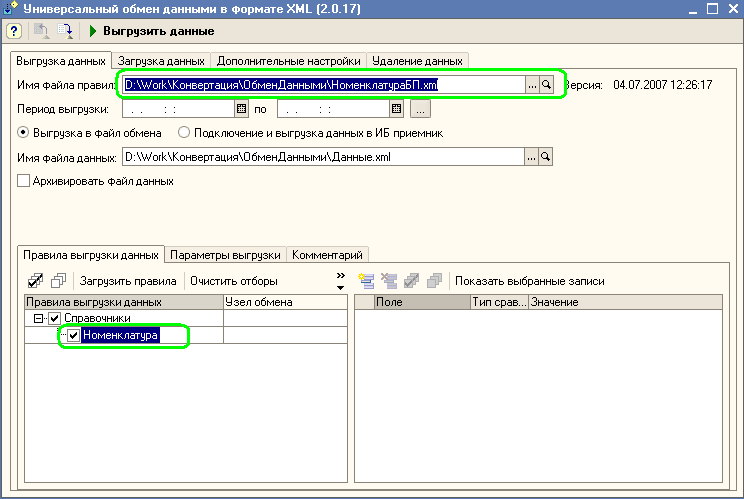 Универсальный обмен данными в формате XML (2.0.17)
? Выгрузить данные
Выгрузка данных Загрузка данных Дополнительные настройки Удаление данных
Имя файла правил: D:\Work\Конвертация\ОбменДанными\НоменклатураБП.xml ... Версия: 04.07.2007 12:26:17
Период выгрузки: . . : : по . . : : ...
Выгрузка в файл обмена Подключение и выгрузка данных в ИБ приемник
Имя файла данных: D:\Work\Конвертация\ОбменДанными\Данные.xml ...
Архивировать файл данных
Правила выгрузки данных Параметры выгрузки Комментарий
Загрузить правила Очистить отборы » Показать выбранные записи
Правила выгрузки данных Узел обмена Поле Тип срав... Значение
Справочники
Номенклатура